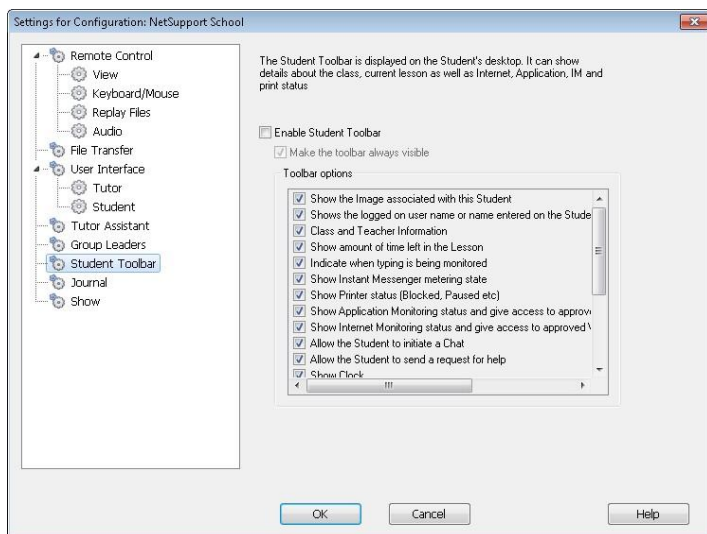 Settings for Configuration: NetSupport School
Remote Control
View
Keyboard/Mouse
Replay Files
Audio
File Transfer
User Interface
Tutor
Student
Tutor Assistant
Group Leaders
Student Toolbar
Journal
Show
The Student Toolbar is displayed on the Student's desktop. It can show
details about the class, current lesson as well as Internet, Application, IM and
print status
Enable Student Toolbar
Make the toolbar always visible
Toolbar options
Show the Image associated with this Student
Shows the logged on user name or name entered on the Stude
Class and Teacher Information
Show amount of time left in the Lesson
Indicate when typing is being monitored
Show Instant Messenger metering state
Show Printer status (Blocked, Paused etc)
Show Application Monitoring status and give access to approv
Show Internet Monitoring status and give access to approved
Allow the Student to initiate a Chat
Allow the Student to send a request for help
Show Clock
OK
Cancel
Help